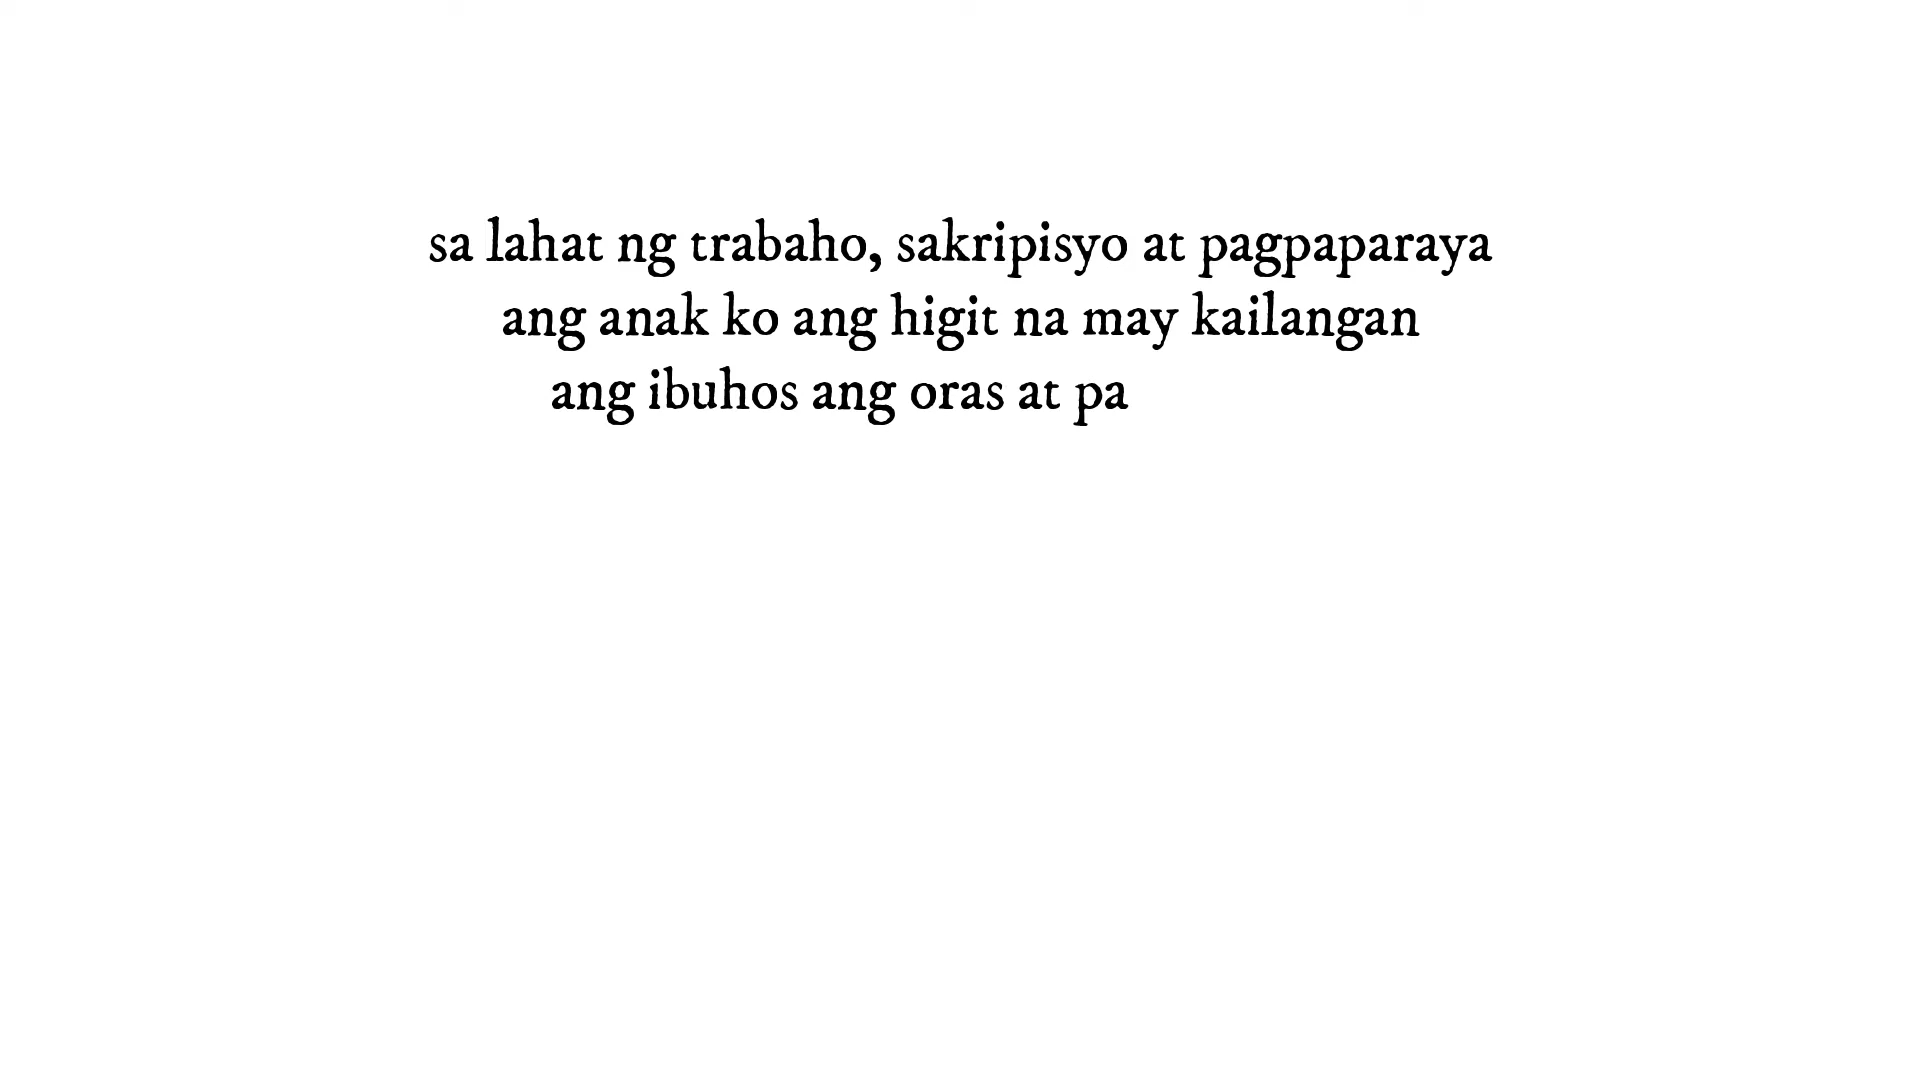 sa lahat ng trabaho, sakripisyo at pagpaparaya
ang anak ko ang higit na may kailangan
ang ibuhos ang oras at pa